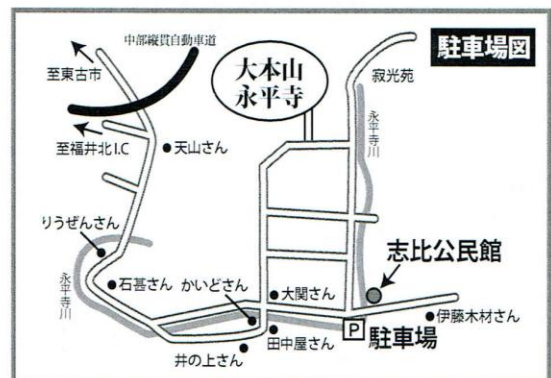 駐車場図
中部縦貫自動車道
至東古市
大本山
永平寺
寂光苑
永平寺川
至福井北I.C
天山さん
りうぜんさん
志比公民館
永平寺川
石甚さん
かいどさん
大関さん
伊藤木材さん
P 駐車場
田中屋さん
井の上さん